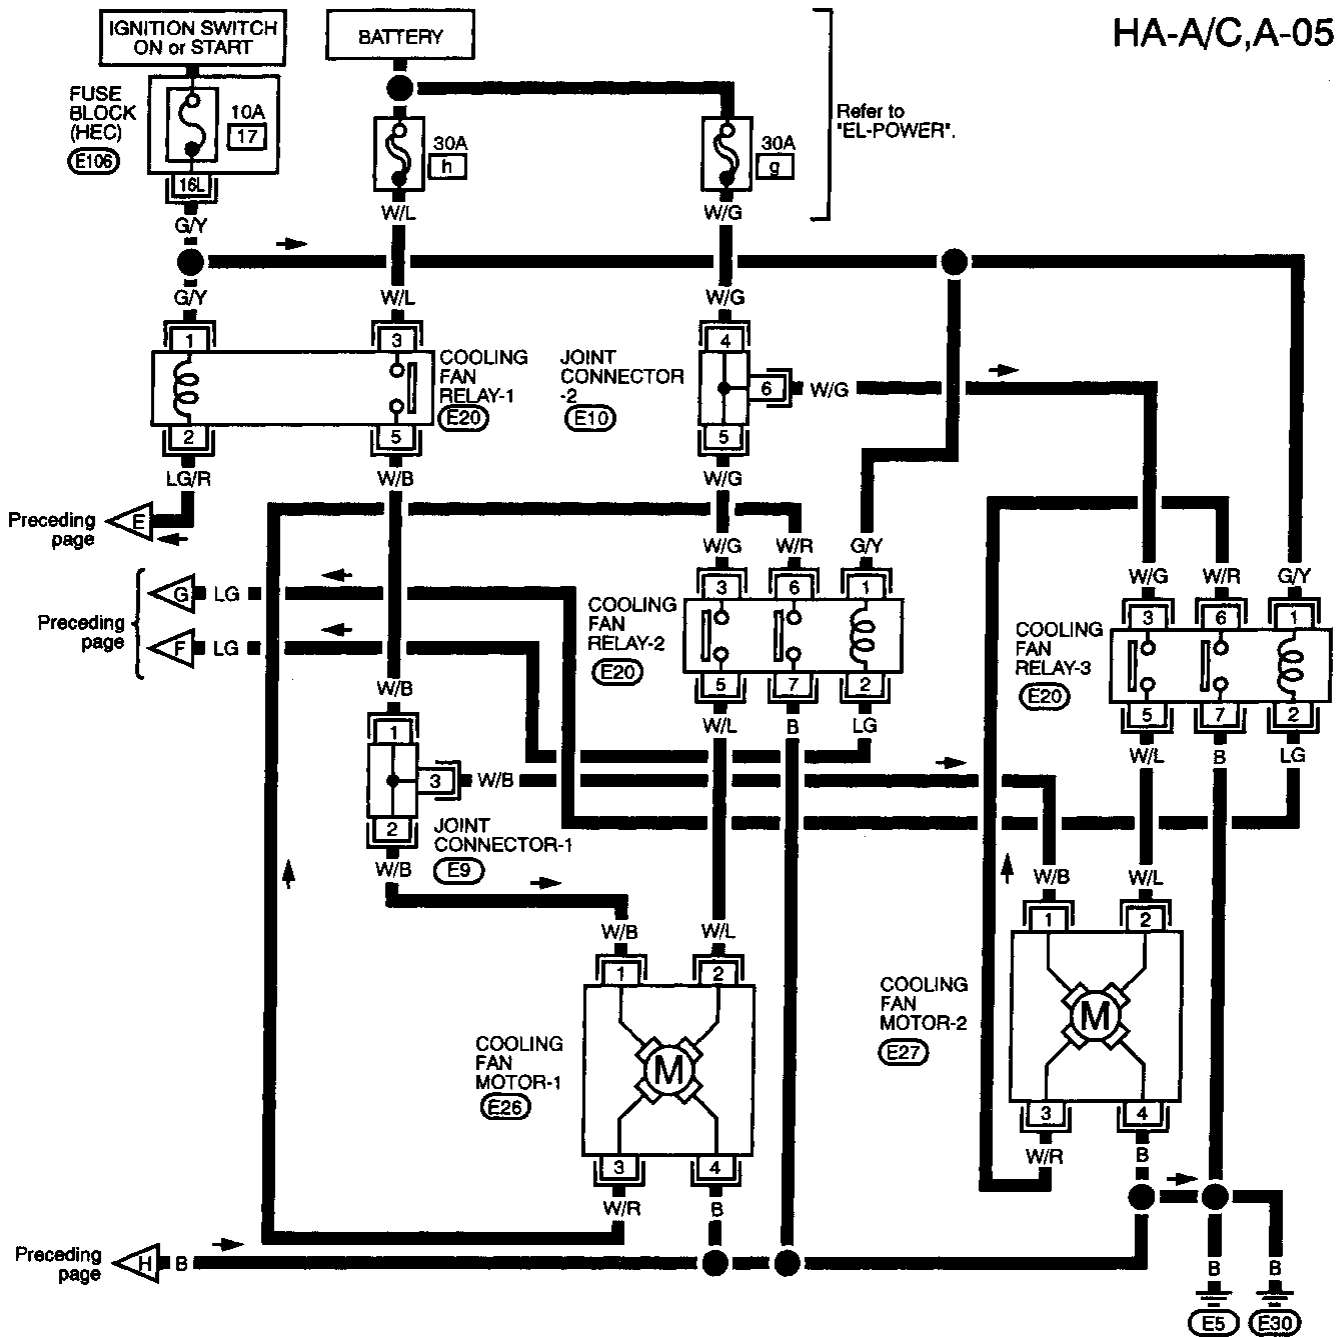 HA-A/C,A-05
IGNITION SWITCH
ON or START
BATTERY
FUSE
BLOCK
(HEC)
E106
10A
17
16L
30A
h
30A
g
Refer to
"EL-POWER".
G/Y
W/L
W/G
G/Y
W/L
W/G
1
3
4
COOLING
FAN
RELAY-1
E20
JOINT
CONNECTOR
-2
E10
6
W/G
2
5
5
LG/R
W/B
W/G
Preceding
page
E
W/G
W/R
G/Y
W/G
W/R
G/Y
Preceding
page
G
LG
F
LG
3
6
1
COOLING
FAN
RELAY-2
E20
5
7
2
W/L
B
LG
3
6
1
COOLING
FAN
RELAY-3
E20
5
7
2
W/L
B
LG
W/B
1
3
W/B
2
JOINT
CONNECTOR-1
E9
W/B
W/B
W/L
W/B
W/L
1
2
1
2
COOLING
FAN
MOTOR-2
E27
M
COOLING
FAN
MOTOR-1
E26
M
3
4
W/R
B
3
4
W/R
B
Preceding
page
H
B
B
B
E5
E30